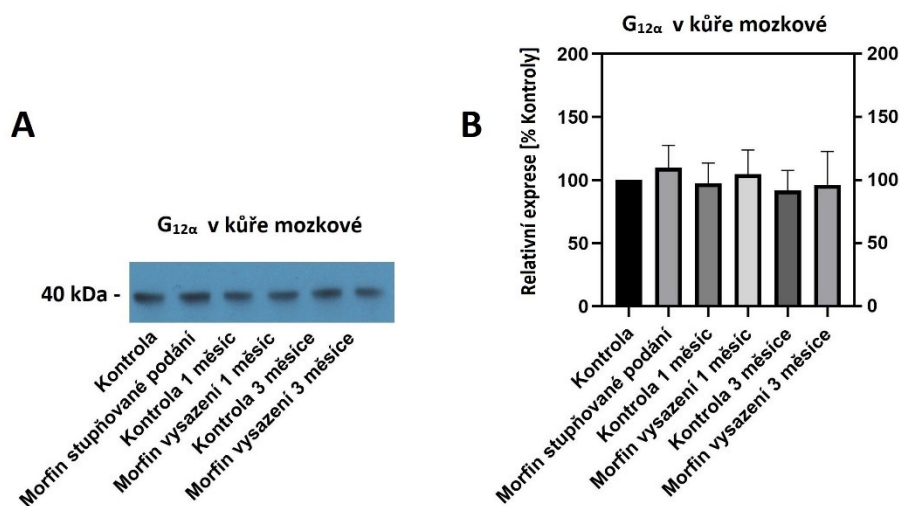 A
G12α v kůře mozkové
40 kDa -
Kontrola
Morfin stupňované podání
Kontrola 1 měsíc
Morfin vysazení 1 měsíc
Kontrola 3 měsíce
Morfin vysazení 3 měsíce
B
G12α v kůře mozkové
Relativní exprese [% Kontroly]
200
150
100
50
0
200
150
100
50
0
Kontrola
Morfin stupňované podání
Kontrola 1 měsíc
Morfin vysazení 1 měsíc
Kontrola 3 měsíce
Morfin vysazení 3 měsíce